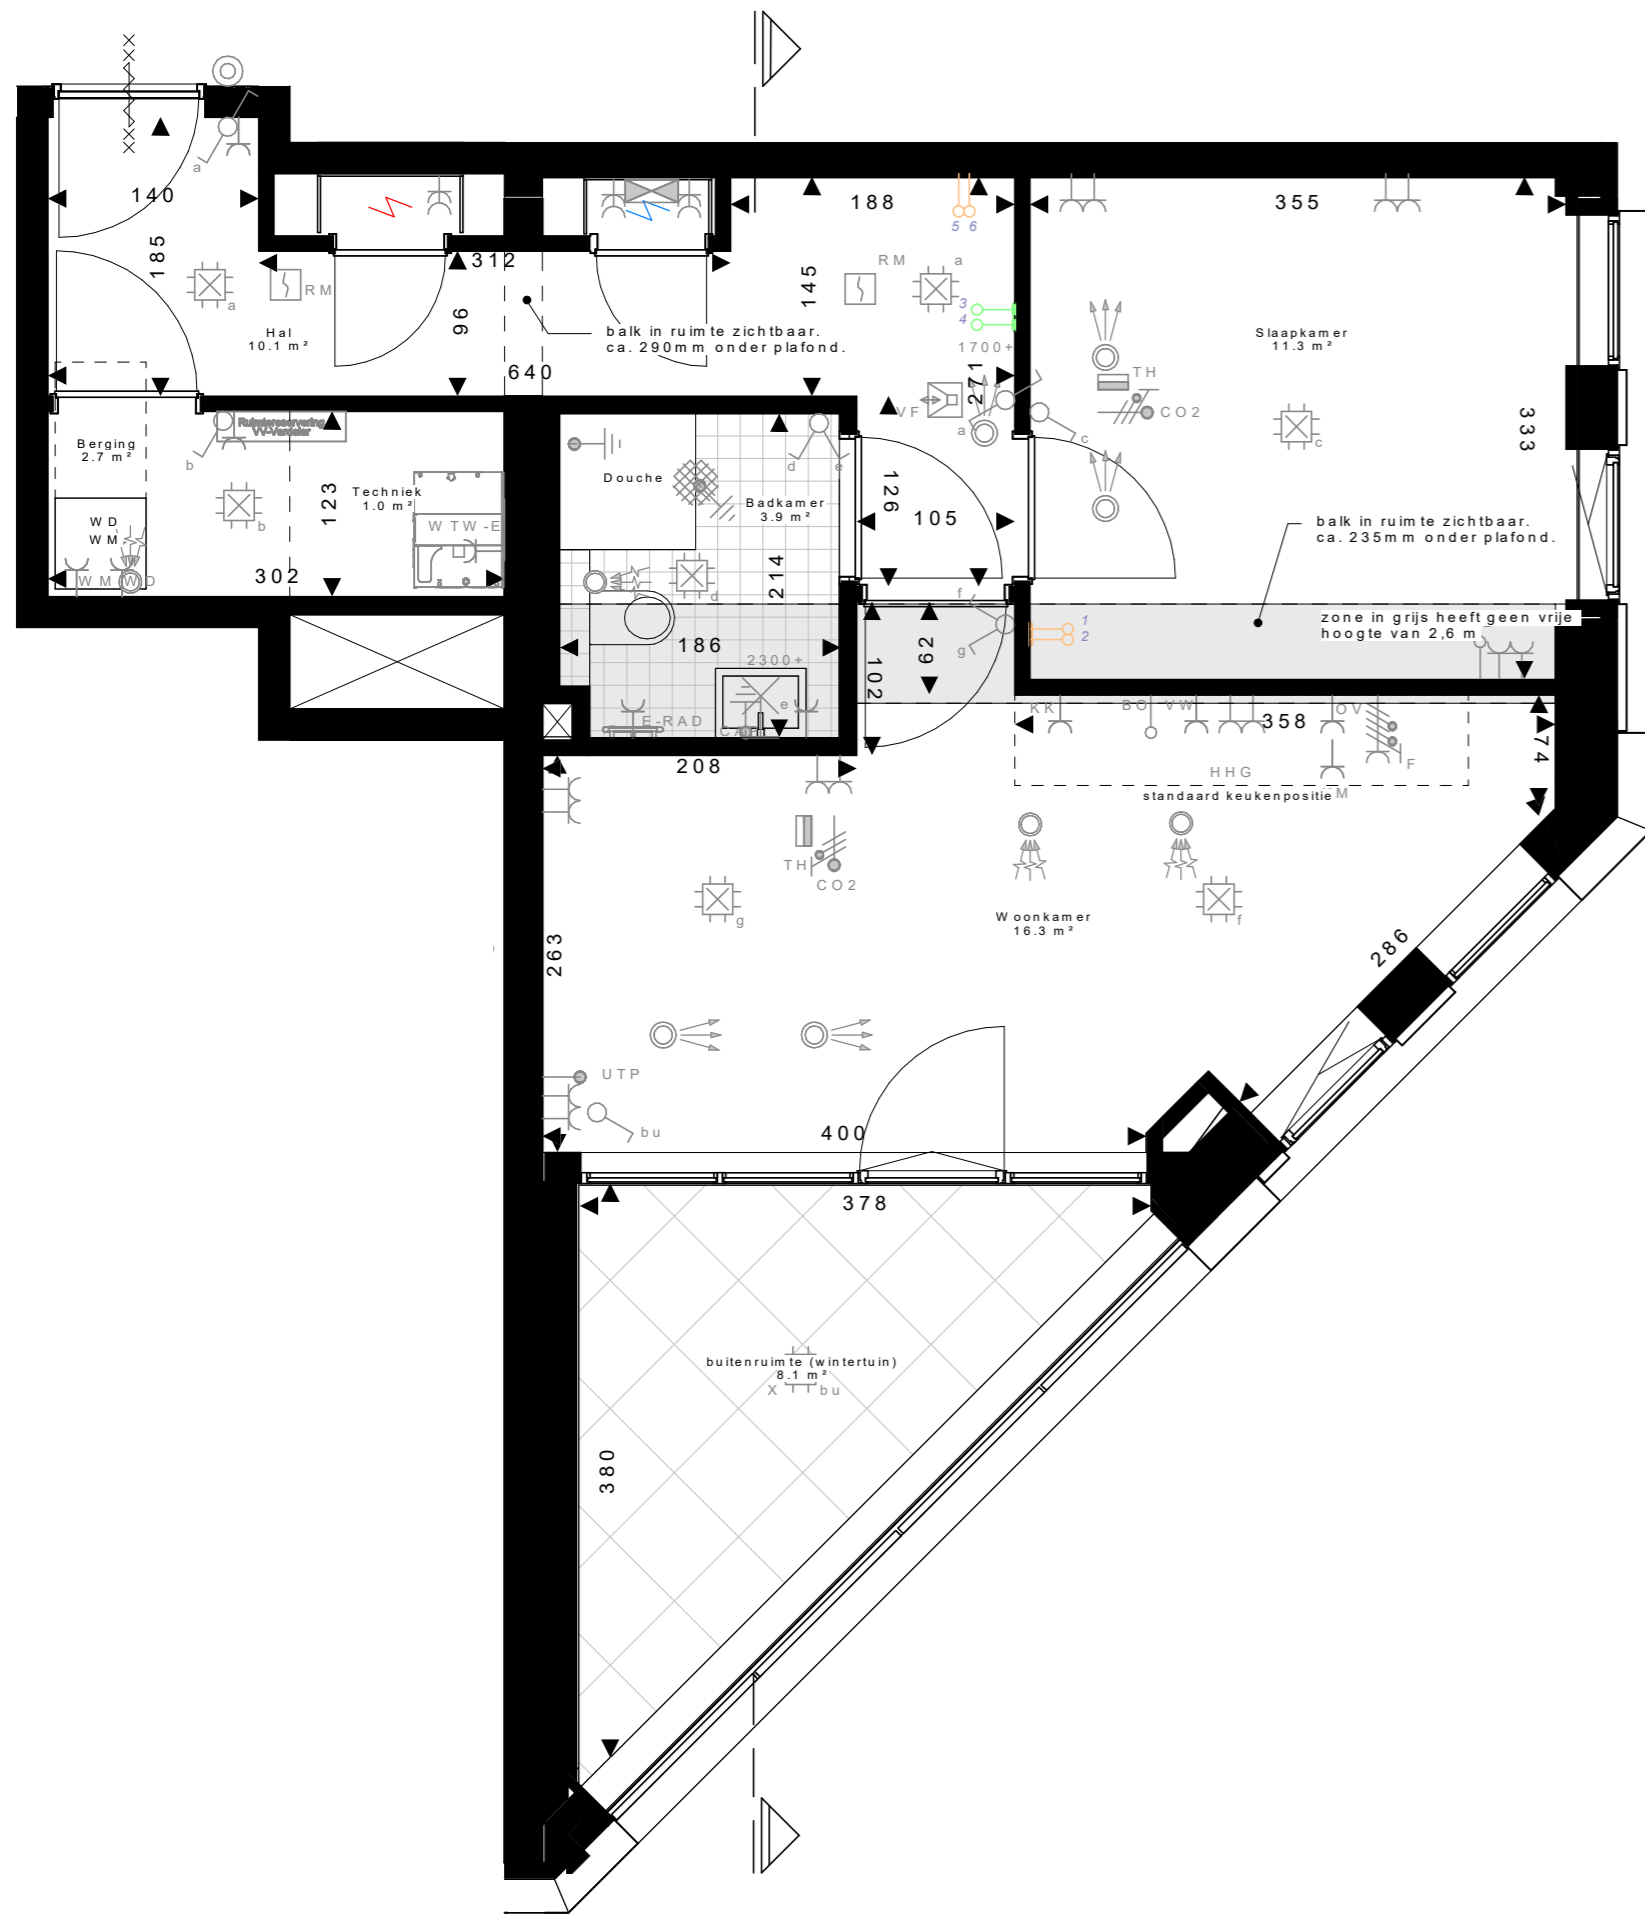 a
140
188
5 6
355
185
312
145
RM
a
3
4
a
RM
Hal
10.1 m²
96
balk in ruimte zichtbaar.
ca. 290mm onder plafond.
1700+
Slaapkamer
11.3 m²
640
271
TH
CO2
VF
a
c
c
333
Berging
2.7 m²
Ruimtereservering
VV-Verdeler
b
d
e
Douche
Badkamer
3.9 m²
126
105
Techniek
1.0 m²
123
WTW-E
b
WD
WM
WM WD
302
balk in ruimte zichtbaar.
ca. 235mm onder plafond.
214
d
f
g
1
2
zone in grijs heeft geen vrije
hoogte van 2,6 m
186
2300+
62
102
e
E-RAD
KK
BO
VW
OV
358
74
F
208
HHG
standaard keukenpositie
TH
CO2
g
f
Woonkamer
16.3 m²
263
286
UTP
bu
400
378
buitenruimte (wintertuin)
8.1 m²
X
bu
380